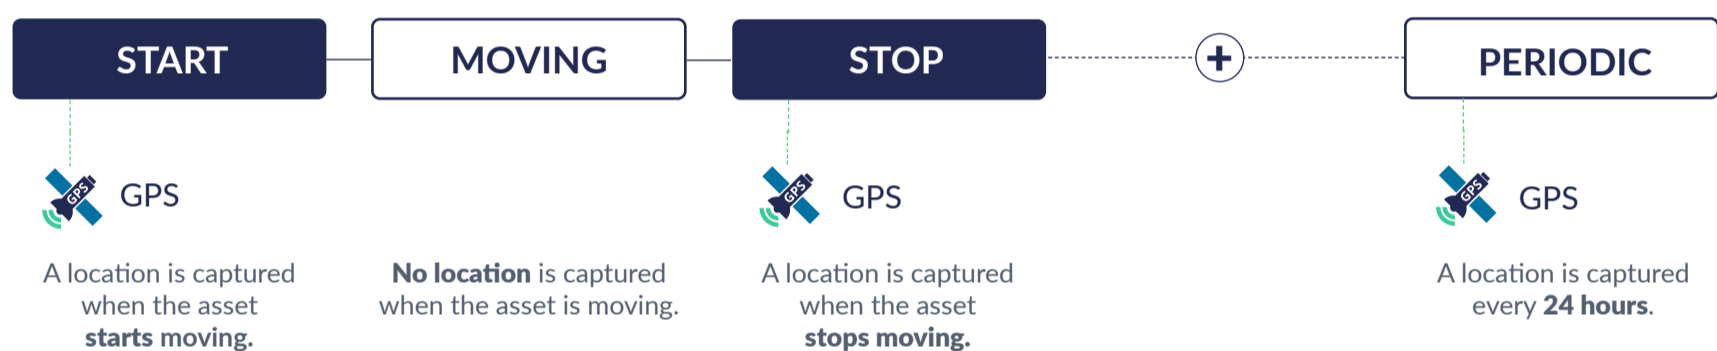 START
MOVING
STOP
+
PERIODIC
GPS
GPS
GPS
GPS
GPS
GPS
A location is captured
when the asset
starts moving.
No location is captured
when the asset is moving.
A location is captured
when the asset
stops moving.
A location is captured
every 24 hours.